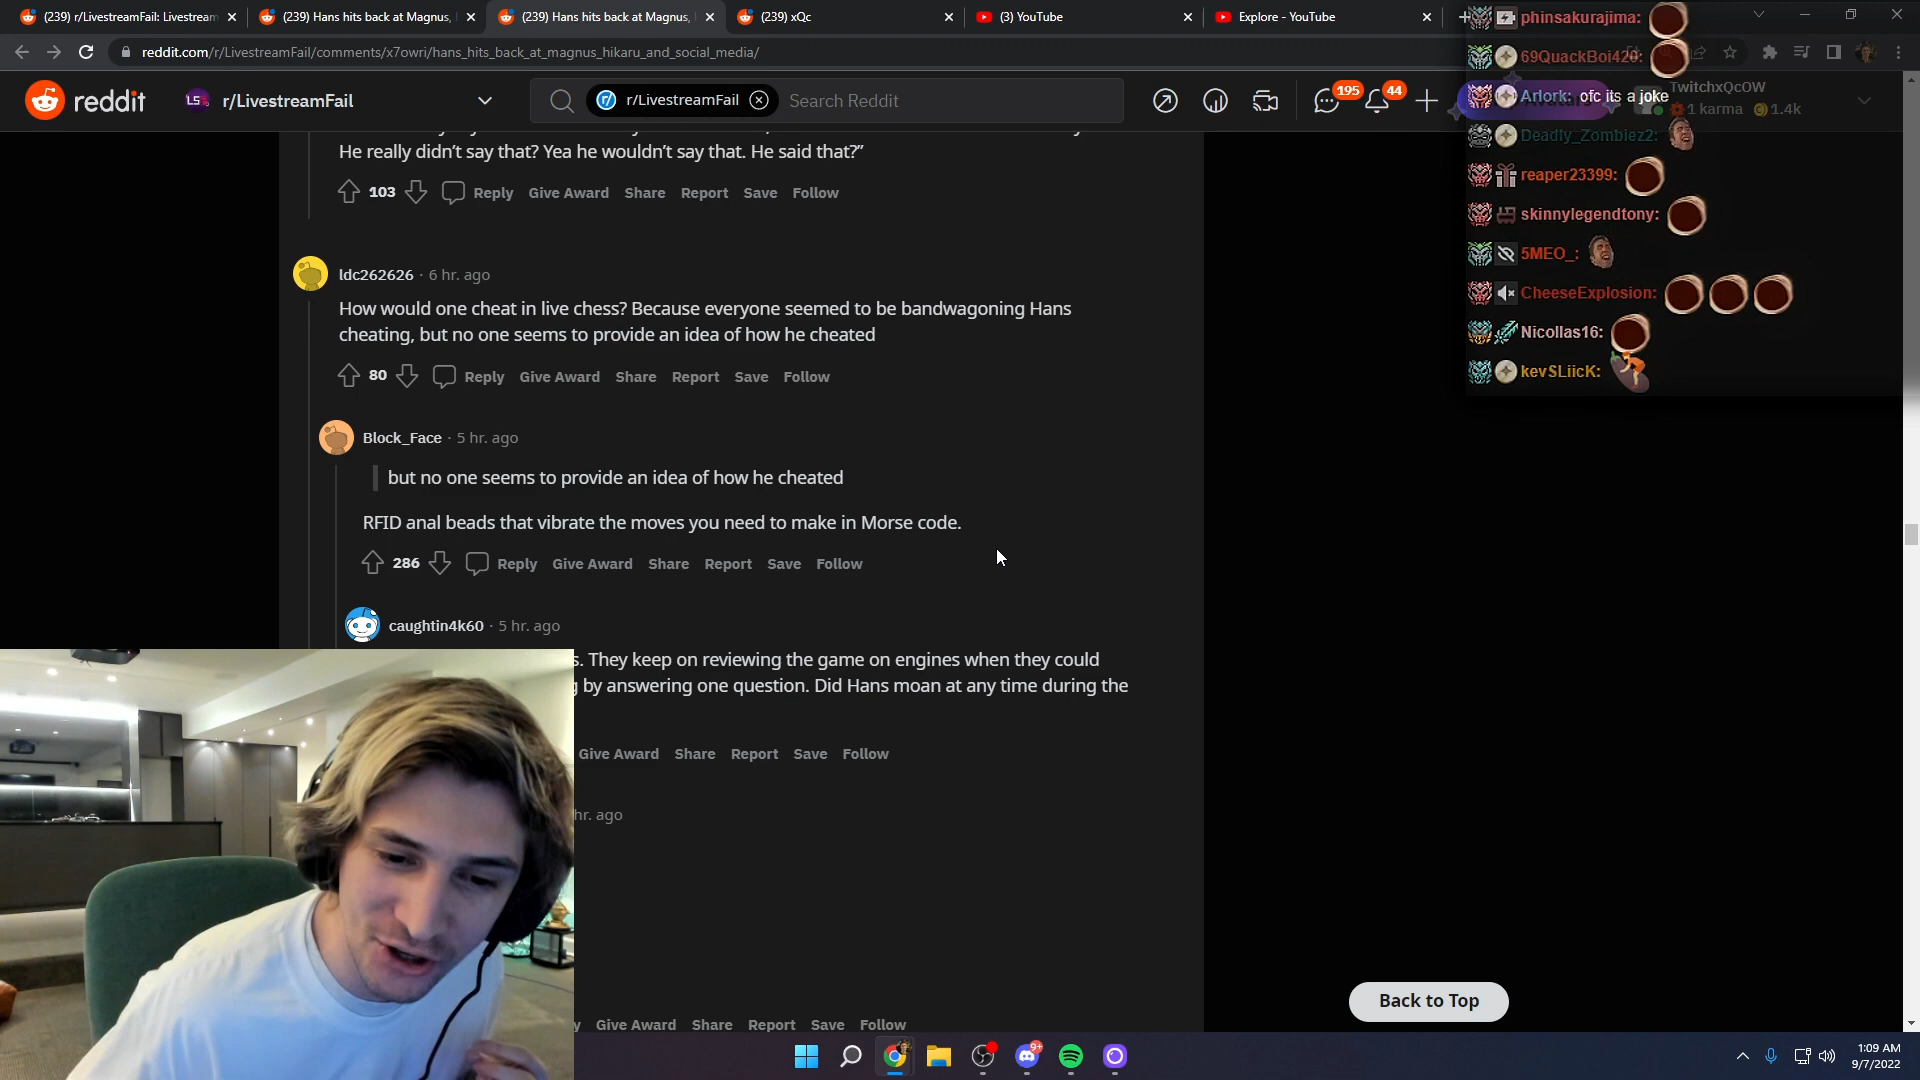 (239) r/LivestreamFail: Livestream
(239) Hans hits back at Magnus,
(239) Hans hits back at Magnus,
(239) xQc
(3) YouTube
Explore - YouTube
reddit.com/r/LivestreamFail/comments/x7owri/hans_hits_back_at_magnus_hikaru_and_social_media/
reddit
r/LivestreamFail
r/LivestreamFail
Search Reddit
195
44
TwitchxQcOW
1 karma
1.4k
He really didn't say that? Yea he wouldn't say that. He said that?"
103 Reply Give Award Share Report Save Follow
ldc262626 · 6 hr. ago
How would one cheat in live chess? Because everyone seemed to be bandwagoning Hans
cheating, but no one seems to provide an idea of how he cheated
80 Reply Give Award Share Report Save Follow
Block_Face · 5 hr. ago
but no one seems to provide an idea of how he cheated
RFID anal beads that vibrate the moves you need to make in Morse code.
286 Reply Give Award Share Report Save Follow
caughtin4k60 · 5 hr. ago
s. They keep on reviewing the game on engines when they could
by answering one question. Did Hans moan at any time during the
Give Award Share Report Save Follow
hr. ago
y Give Award Share Report Save Follow
Back to Top
phinsakurajima:
69QuackBoi420:
Arlork: ofc its a joke
Deadly_Zombiez2:
reaper23399:
skinnylegendtony:
5MEO_:
CheeseExplosion:
Nicollas16:
kevSLiicK:
9+
1:09 AM
9/7/2022